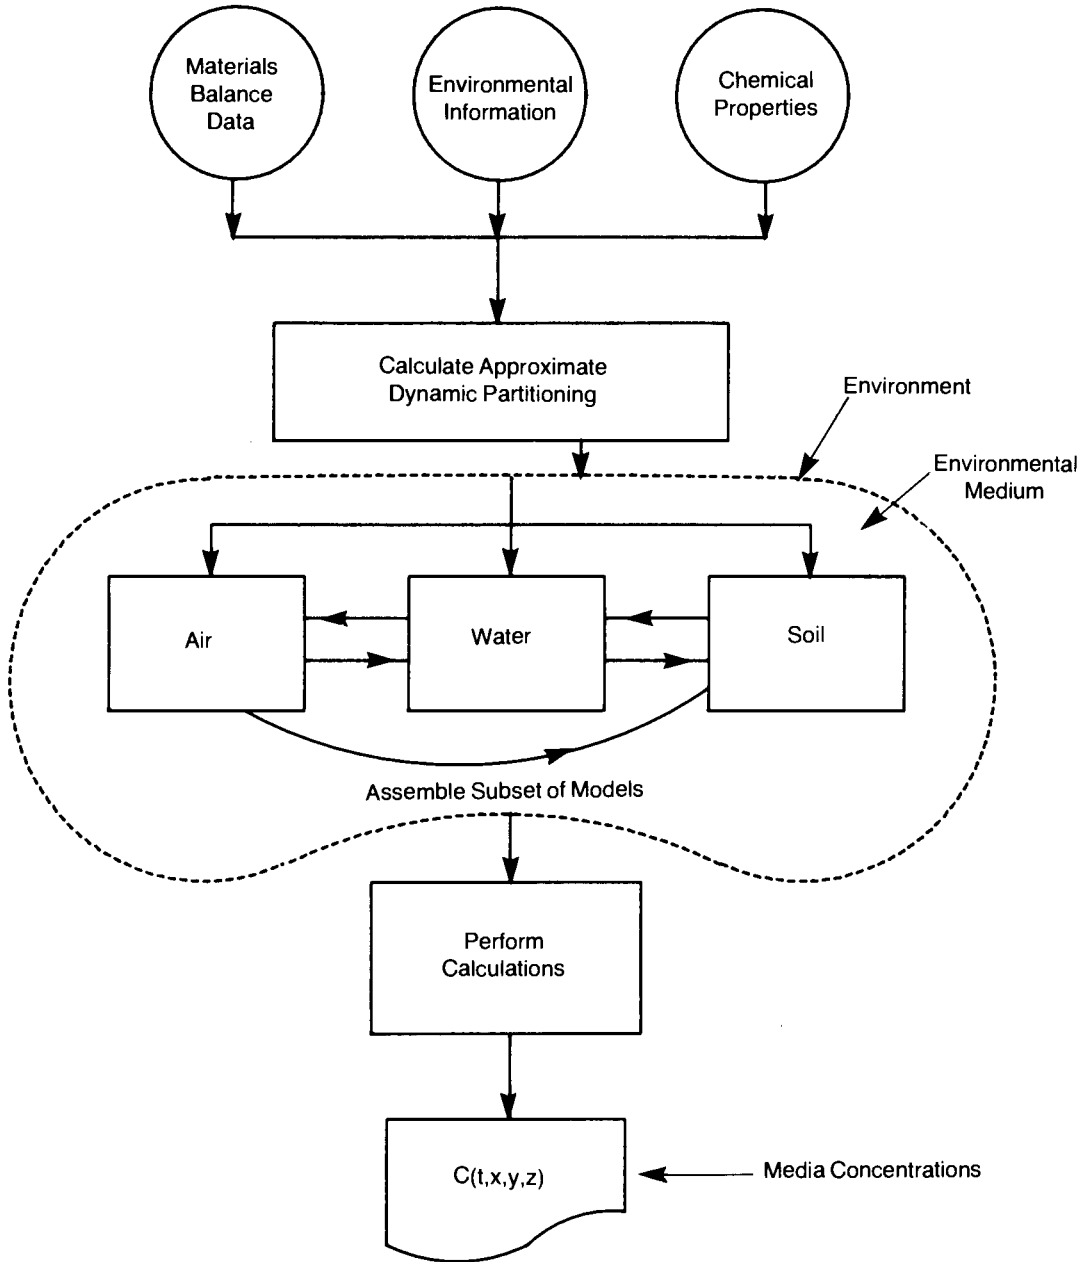 Materials
Balance
Data
Environmental
Information
Chemical
Properties
Calculate Approximate
Dynamic Partitioning
Environment
Environmental
Medium
Air
Water
Soil
Assemble Subset of Models
Perform
Calculations
C(t,x,y,z)
Media Concentrations